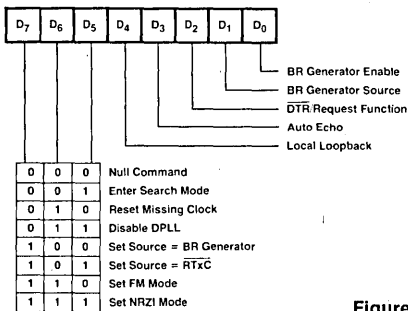 D7 D6 D5 D4 D3 D2 D1 D0
BR Generator Enable
BR Generator Source
DTR/Request Function
Auto Echo
Local Loopback
0 0 0 Null Command
0 0 1 Enter Search Mode
0 1 0 Reset Missing Clock
0 1 1 Disable DPLL
1 0 0 Set Source = BR Generator
1 0 1 Set Source = RTxC
1 1 0 Set FM Mode
1 1 1 Set NRZI Mode
Figure